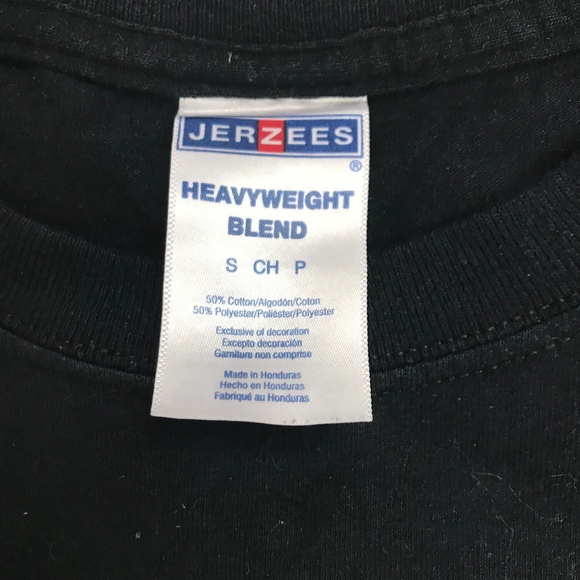 JERZEES
®
HEAVYWEIGHT
BLEND
S CH P
50% Cotton/Algodón/Coton
50% Polyester/Poliéster/Polyester
Exclusive of decoration
Excepto decoración
Garniture non comprise
Made in Honduras
Hecho en Honduras
Fabriqué au Honduras